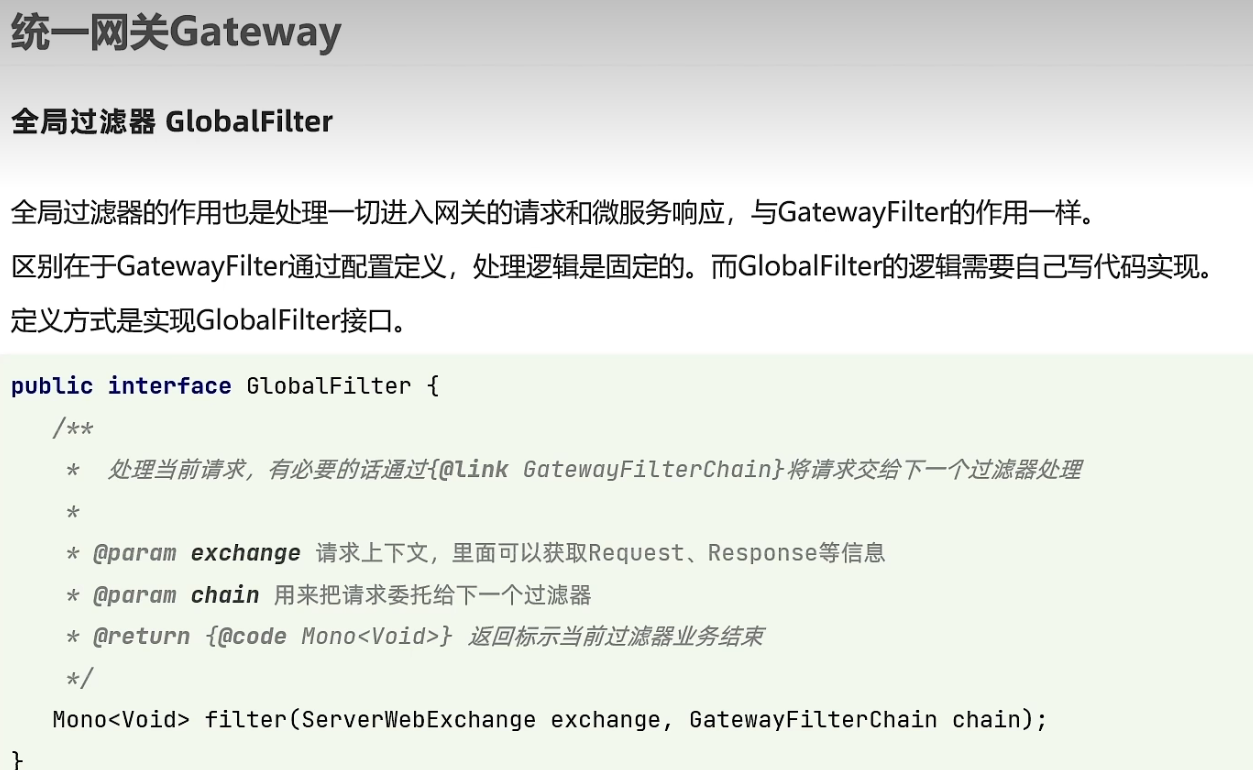 统一网关Gateway
全局过滤器 GlobalFilter
全局过滤器的作用也是处理一切进入网关的请求和微服务响应，与GatewayFilter的作用一样。
区别在于GatewayFilter通过配置定义，处理逻辑是固定的。而GlobalFilter的逻辑需要自己写代码实现。
定义方式是实现GlobalFilter接口。
public interface GlobalFilter {
/**
* 处理当前请求，有必要的话通过{@link GatewayFilterChain}将请求交给下一个过滤器处理
*
* @param exchange 请求上下文，里面可以获取Request、Response等信息
* @param chain 用来把请求委托给下一个过滤器
* @return {@code Mono<Void>} 返回标示当前过滤器业务结束
*/
Mono<Void> filter(ServerWebExchange exchange, GatewayFilterChain chain);
}